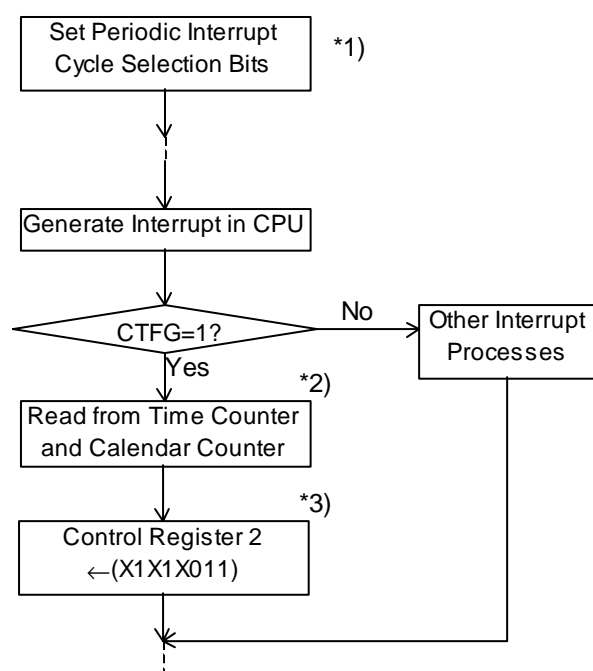 Set Periodic Interrupt
Cycle Selection Bits
*1)
Generate Interrupt in CPU
CTFG=1?
No
Other Interrupt
Processes
Yes
*2)
Read from Time Counter
and Calendar Counter
*3)
Control Register 2
←(X1X1X011)